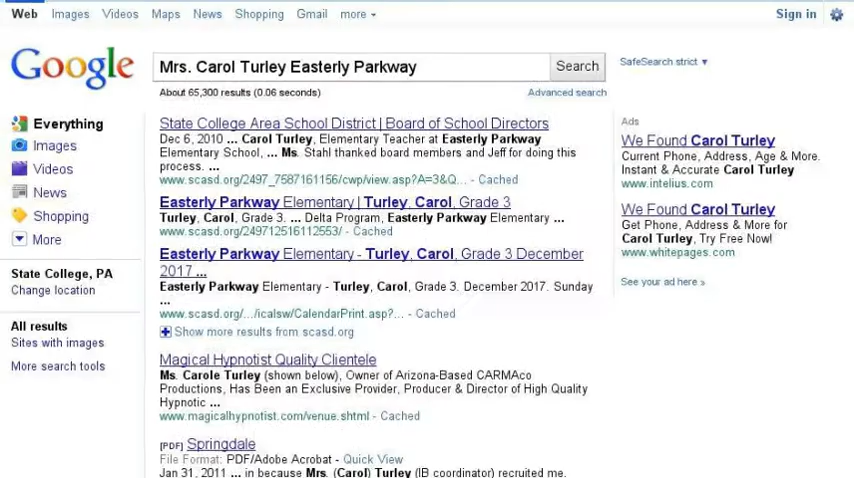 Web Images Videos Maps News Shopping Gmail more Sign in
Google
Mrs. Carol Turley Easterly Parkway Search
SafeSearch strict ▼
About 65,300 results (0.06 seconds) Advanced search
Everything
Images
Videos
News
Shopping
More
State College, PA
Change location
All results
Sites with images
More search tools
State College Area School District | Board of School Directors
Dec 6, 2010 ... Carol Turley, Elementary Teacher at Easterly Parkway
Elementary School, ... Ms. Stahl thanked board members and Jeff for doing this
process. ...
www.scasd.org/2497_7587161156/cwp/view.asp?A=3&Q... - Cached
Easterly Parkway Elementary | Turley, Carol, Grade 3
Turley, Carol, Grade 3. ... Delta Program, Easterly Parkway Elementary ...
www.scasd.org/249712516112553/ - Cached
Easterly Parkway Elementary - Turley, Carol, Grade 3 December
2017 ...
Easterly Parkway Elementary - Turley, Carol, Grade 3. December 2017. Sunday
...
www.scasd.org/.../icalsw/CalendarPrint.asp?... - Cached
Show more results from scasd.org
Magical Hypnotist Quality Clientele
Ms. Carole Turley (shown below), Owner of Arizona-Based CARMAco
Productions, Has Been an Exclusive Provider, Producer & Director of High Quality
Hypnotic ...
www.magicalhypnotist.com/venue.shtml - Cached
[PDF] Springdale
File Format: PDF/Adobe Acrobat - Quick View
Jan 31, 2011 ... in because Mrs. (Carol) Turley (IB coordinator) recruited me.
Ads
We Found Carol Turley
Current Phone, Address, Age & More.
Instant & Accurate Carol Turley
www.intelius.com
We Found Carol Turley
Get Phone, Address & More for
Carol Turley, Try Free Now!
www.whitepages.com
See your ad here »